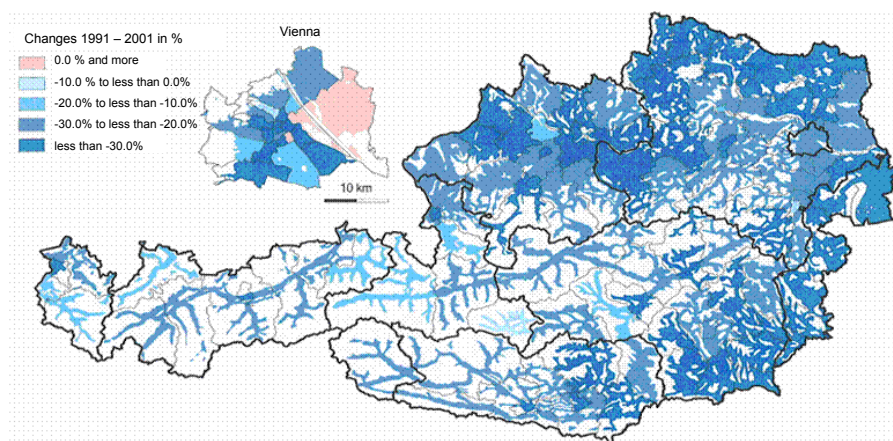 Changes 1991 – 2001 in %
0.0 % and more
-10.0 % to less than 0.0%
-20.0% to less than -10.0%
-30.0% to less than -20.0%
less than -30.0%
Vienna
10 km